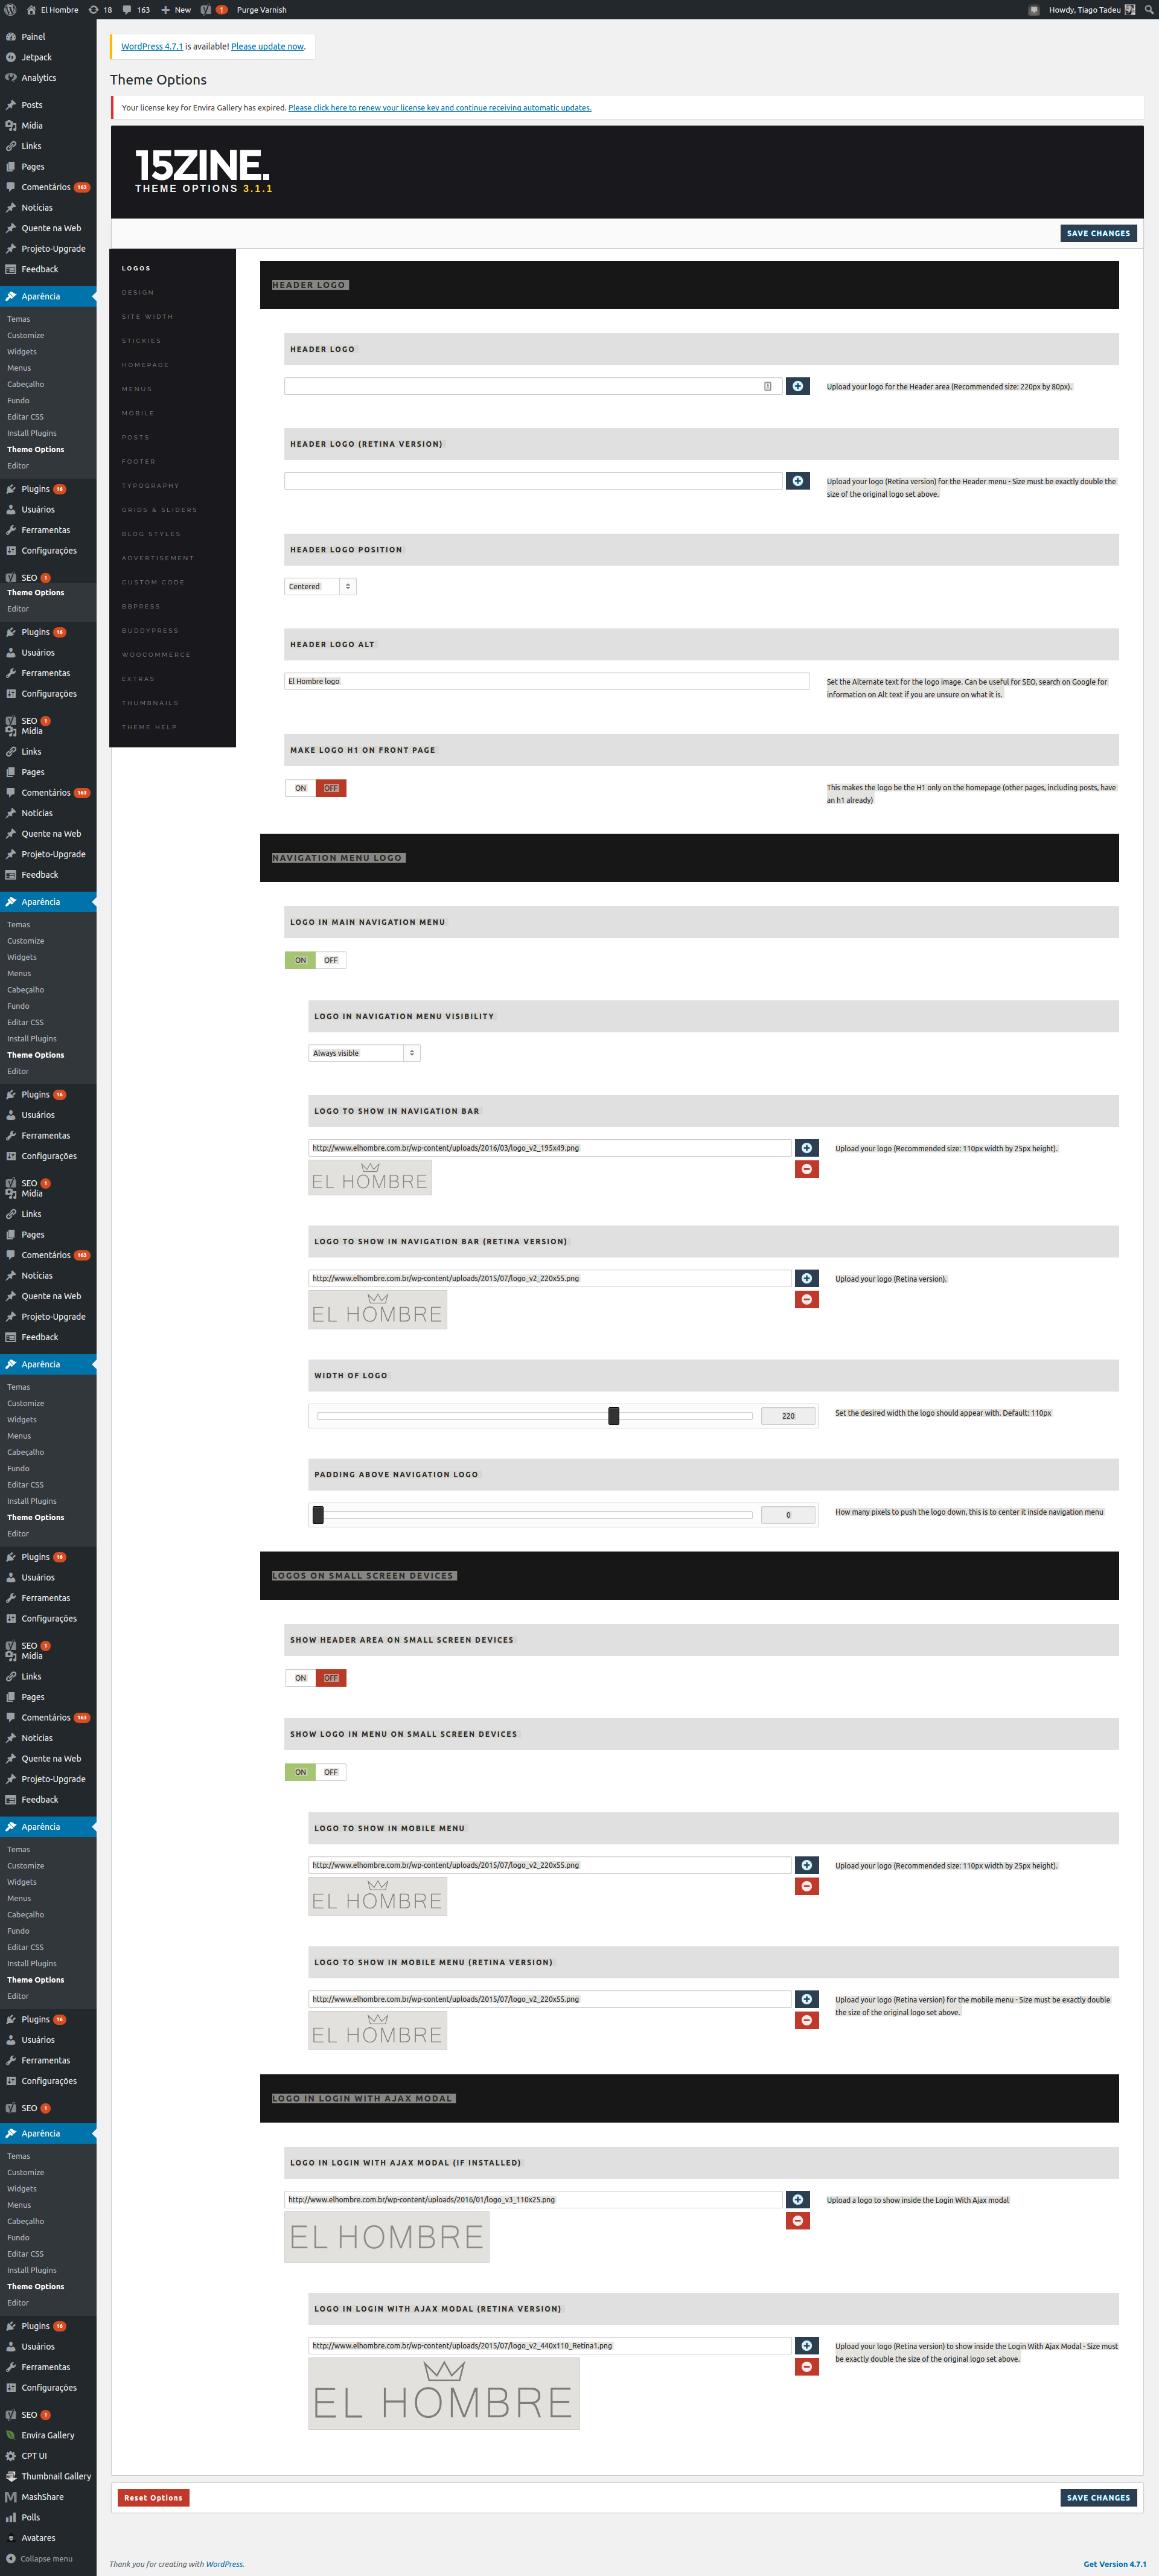 El Hombre 18 163 New 1 Purge Varnish Howdy, Tiago Tadeu
Painel
Jetpack
Analytics
Posts
Mídia
Links
Pages
Comentários 163
Notícias
Quente na Web
Projeto-Upgrade
Feedback
Aparência
Temas
Customize
Widgets
Menus
Cabeçalho
Fundo
Editar CSS
Install Plugins
Theme Options
Editor
Plugins 16
Usuários
Ferramentas
Configurações
SEO 1
Theme Options
Editor
Plugins 16
Usuários
Ferramentas
Configurações
SEO 1
Mídia
Links
Pages
Comentários 163
Notícias
Quente na Web
Projeto-Upgrade
Feedback
Aparência
Temas
Customize
Widgets
Menus
Cabeçalho
Fundo
Editar CSS
Install Plugins
Theme Options
Editor
Plugins 16
Usuários
Ferramentas
Configurações
SEO 1
Mídia
Links
Pages
Comentários 163
Notícias
Quente na Web
Projeto-Upgrade
Feedback
Aparência
Temas
Customize
Widgets
Menus
Cabeçalho
Fundo
Editar CSS
Install Plugins
Theme Options
Editor
Plugins 16
Usuários
Ferramentas
Configurações
SEO 1
Mídia
Links
Pages
Comentários 163
Notícias
Quente na Web
Projeto-Upgrade
Feedback
Aparência
Temas
Customize
Widgets
Menus
Cabeçalho
Fundo
Editar CSS
Install Plugins
Theme Options
Editor
Plugins 16
Usuários
Ferramentas
Configurações
SEO 1
Aparência
Temas
Customize
Widgets
Menus
Cabeçalho
Fundo
Editar CSS
Install Plugins
Theme Options
Editor
Plugins 16
Usuários
Ferramentas
Configurações
SEO 1
Envira Gallery
CPT UI
Thumbnail Gallery
MashShare
Polls
Avatares
Collapse menu
WordPress 4.7.1 is available! Please update now.
Theme Options
Your license key for Envira Gallery has expired. Please click here to renew your license key and continue receiving automatic updates.
15ZINE.
THEME OPTIONS 3.1.1
SAVE CHANGES
LOGOS
DESIGN
SITE WIDTH
STICKIES
HOMEPAGE
MENUS
MOBILE
POSTS
FOOTER
TYPOGRAPHY
GRIDS & SLIDERS
BLOG STYLES
ADVERTISEMENT
CUSTOM CODE
BBPRESS
BUDDYPRESS
WOOCOMMERCE
EXTRAS
THUMBNAILS
THEME HELP
HEADER LOGO
HEADER LOGO
Upload your logo for the Header area (Recommended size: 220px by 80px).
HEADER LOGO (RETINA VERSION)
Upload your logo (Retina version) for the Header menu - Size must be exactly double the
size of the original logo set above.
HEADER LOGO POSITION
Centered
HEADER LOGO ALT
El Hombre logo
Set the Alternate text for the logo image. Can be useful for SEO, search on Google for
information on Alt text if you are unsure on what it is.
MAKE LOGO H1 ON FRONT PAGE
ON OFF
This makes the logo be the H1 only on the homepage (other pages, including posts, have
an h1 already)
NAVIGATION MENU LOGO
LOGO IN MAIN NAVIGATION MENU
ON OFF
LOGO IN NAVIGATION MENU VISIBILITY
Always visible
LOGO TO SHOW IN NAVIGATION BAR
http://www.elhombre.com.br/wp-content/uploads/2016/03/logo_v2_195x49.png
Upload your logo (Recommended size: 110px width by 25px height).
EL HOMBRE
LOGO TO SHOW IN NAVIGATION BAR (RETINA VERSION)
http://www.elhombre.com.br/wp-content/uploads/2015/07/logo_v2_220x55.png
Upload your logo (Retina version).
EL HOMBRE
WIDTH OF LOGO
220
Set the desired width the logo should appear with. Default: 110px
PADDING ABOVE NAVIGATION LOGO
0
How many pixels to push the logo down, this is to center it inside navigation menu
LOGOS ON SMALL SCREEN DEVICES
SHOW HEADER AREA ON SMALL SCREEN DEVICES
ON OFF
SHOW LOGO IN MENU ON SMALL SCREEN DEVICES
ON OFF
LOGO TO SHOW IN MOBILE MENU
http://www.elhombre.com.br/wp-content/uploads/2015/07/logo_v2_220x55.png
Upload your logo (Recommended size: 110px width by 25px height).
EL HOMBRE
LOGO TO SHOW IN MOBILE MENU (RETINA VERSION)
http://www.elhombre.com.br/wp-content/uploads/2015/07/logo_v2_220x55.png
Upload your logo (Retina version) for the mobile menu - Size must be exactly double
the size of the original logo set above.
EL HOMBRE
LOGO IN LOGIN WITH AJAX MODAL
LOGO IN LOGIN WITH AJAX MODAL (IF INSTALLED)
http://www.elhombre.com.br/wp-content/uploads/2016/01/logo_v3_110x25.png
Upload a logo to show inside the Login With Ajax modal
EL HOMBRE
LOGO IN LOGIN WITH AJAX MODAL (RETINA VERSION)
http://www.elhombre.com.br/wp-content/uploads/2015/07/logo_v2_440x110_Retina1.png
Upload your logo (Retina version) to show inside the Login With Ajax Modal - Size must
be exactly double the size of the original logo set above.
EL HOMBRE
Reset Options
SAVE CHANGES
Thank you for creating with WordPress.
Get Version 4.7.1